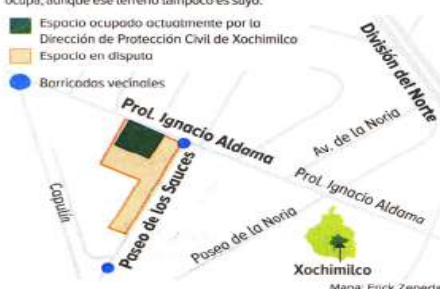 ocupa, aunque ese terreno tampoco es suyo.
Espacio ocupado actualmente por la
Dirección de Protección Civil de Xochimilco
Espacio en disputa
Barricadas vecinales
División del Norte
Prol. Ignacio Aldama
Av. de la Noria
Prol. Ignacio Aldama
Capulín
Paseo de los Sauces
Paseo de la Noria
Xochimilco
Mapa: Erick Zepeda